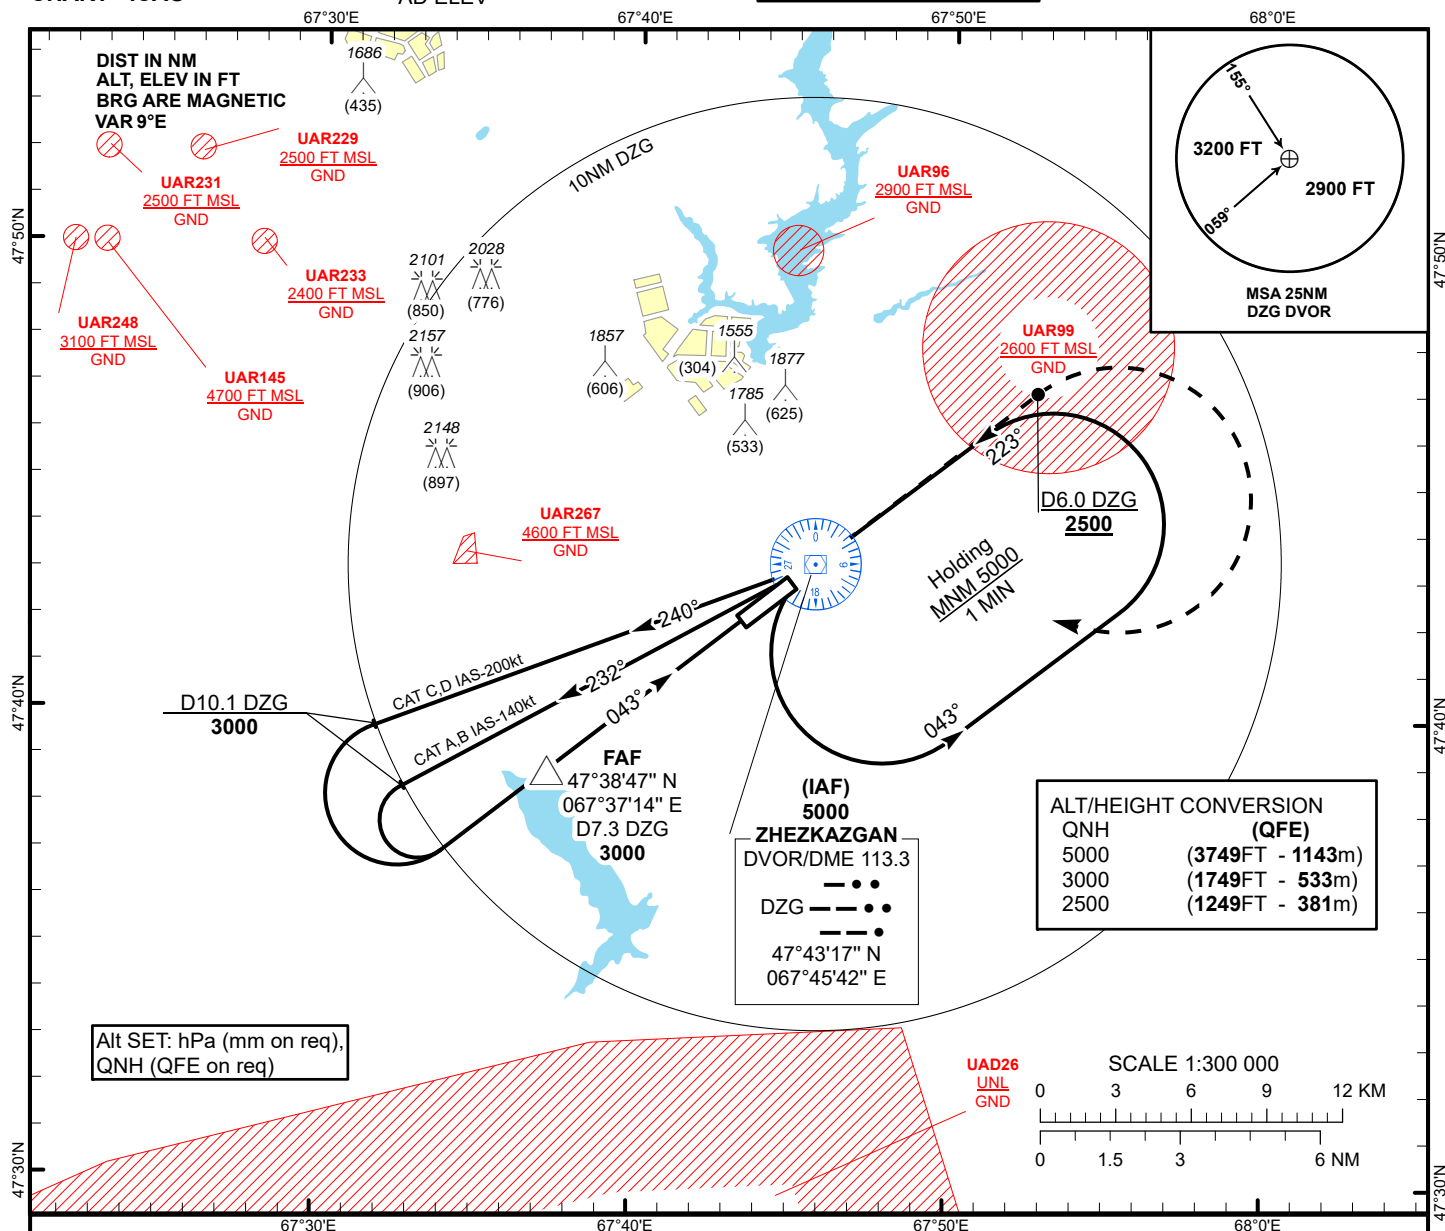 AD ELEV
67°30'E
67°40'E
67°50'E
68°0'E
DIST IN NM
ALT, ELEV IN FT
BRG ARE MAGNETIC
VAR 9°E
1686
(435)
UAR229
2500 FT MSL
GND
UAR231
2500 FT MSL
GND
10NM DZG
UAR96
2900 FT MSL
GND
155°
3200 FT
2900 FT
059°
MSA 25NM
DZG DVOR
47°50'N
47°50'N
UAR233
2400 FT MSL
GND
UAR248
3100 FT MSL
GND
UAR145
4700 FT MSL
GND
2101
(850)
2028
(776)
2157
(906)
2148
(897)
1857
(606)
1555
(304)
1877
(625)
1785
(533)
UAR99
2600 FT MSL
GND
223°
D6.0 DZG
2500
UAR267
4600 FT MSL
GND
0
9
18
27
Holding
MNM 5000
1 MIN
240°
CAT C,D IAS-200kt
232°
CAT A,B IAS-140kt
043°
043°
D10.1 DZG
3000
47°40'N
47°40'N
FAF
47°38'47'' N
067°37'14'' E
D7.3 DZG
3000
(IAF)
5000
ZHEZKAZGAN
DVOR/DME 113.3
DZG
47°43'17'' N
067°45'42'' E
ALT/HEIGHT CONVERSION
QNH (QFE)
5000 (3749FT - 1143m)
3000 (1749FT - 533m)
2500 (1249FT - 381m)
Alt SET: hPa (mm on req),
QNH (QFE on req)
UAD26
UNL
GND
SCALE 1:300 000
0 3 6 9 12 KM
0 1.5 3 6 NM
47°30'N
47°30'N
67°30'E
67°40'E
67°50'E
68°0'E